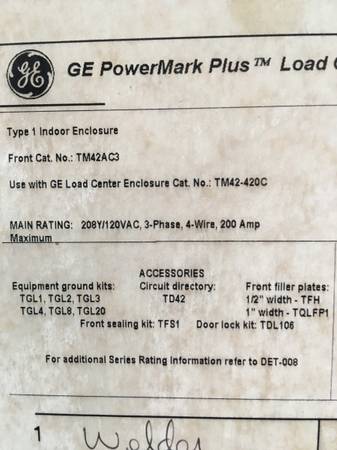 GE
GE PowerMark Plus™ Load
Type 1 Indoor Enclosure
Front Cat. No.: TM42AC3
Use with GE Load Center Enclosure Cat. No.: TM42-420C
MAIN RATING: 208Y/120VAC, 3-Phase, 4-Wire, 200 Amp
Maximum
ACCESSORIES
Equipment ground kits: Circuit directory: Front filler plates:
TGL1, TGL2, TGL3 TD42 1/2" width - TFH
TGL4, TGL8, TGL20 1" width - TQLFP1
Front sealing kit: TFS1 Door lock kit: TDL106
For additional Series Rating Information refer to DET-008
1 Welder